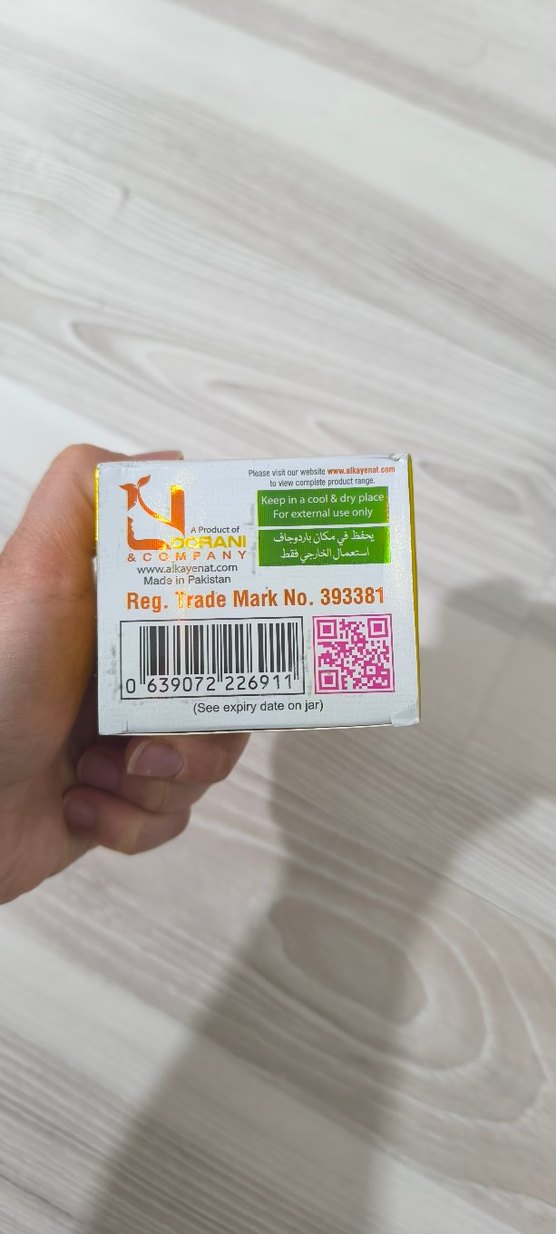 Please visit our website www.alkayenat.com
to view complete product range.
Keep in a cool & dry place
For external use only
يحفظ في مكان باردوجاف
استعمال الخارجي فقط
A Product of
NOORANI
& COMPANY
www.alkayenat.com
Made in Pakistan
Reg. Trade Mark No. 393381
0 639072 226911
(See expiry date on jar)